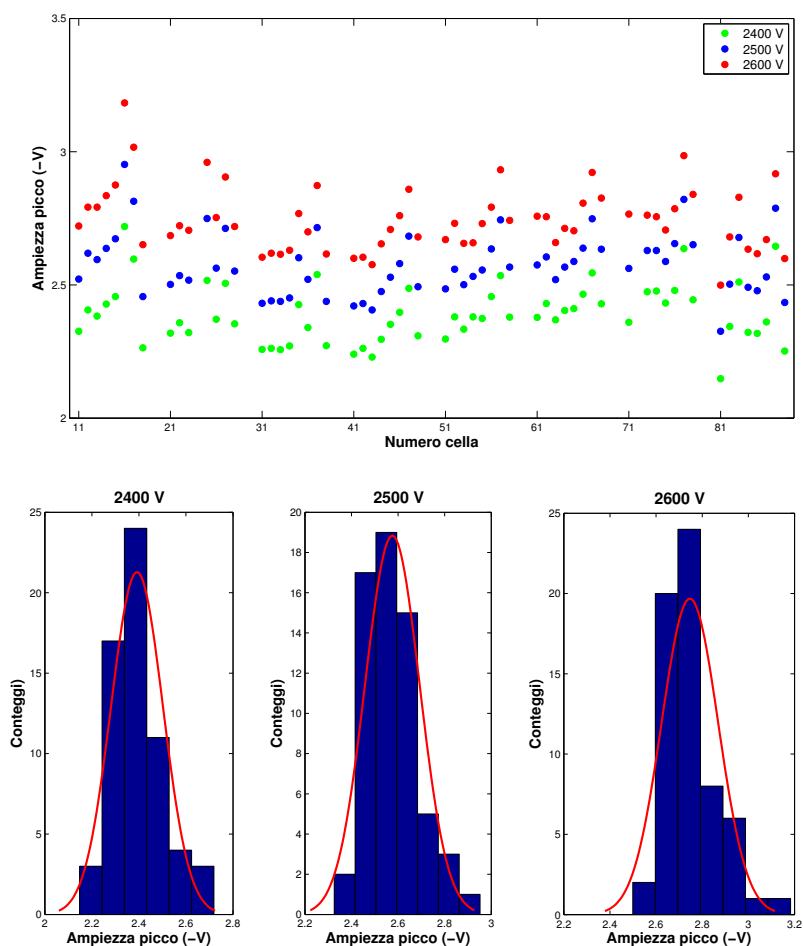 3.5
3
2.5
2
Ampiezza picco (−V)
2400 V
2500 V
2600 V
11 21 31 41 51 61 71 81
Numero cella
2400 V
25
20
15
10
5
0
Conteggi
2 2.2 2.4 2.6 2.8
Ampiezza picco (−V)
2500 V
20
18
16
14
12
10
8
6
4
2
0
Conteggi
2.2 2.4 2.6 2.8 3
Ampiezza picco (−V)
2600 V
25
20
15
10
5
0
Conteggi
2.2 2.4 2.6 2.8 3 3.2
Ampiezza picco (−V)